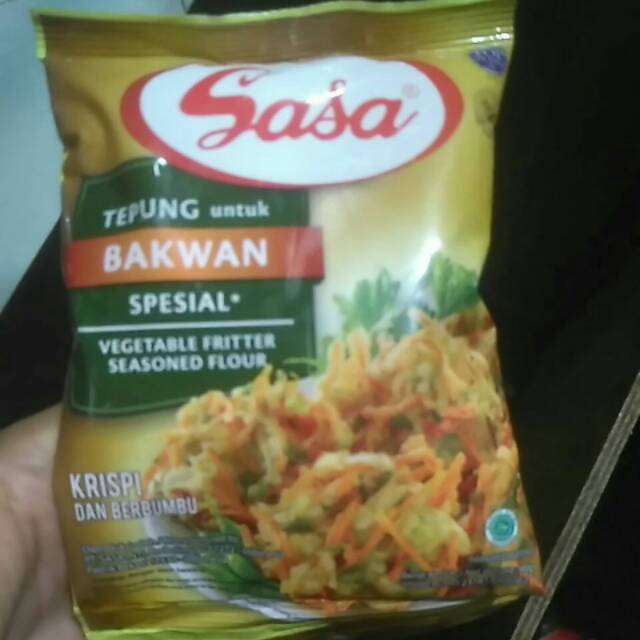 Sasa®
TEPUNG untuk
BAKWAN
SPESIAL*
VEGETABLE FRITTER
SEASONED FLOUR
KRISPI
DAN BERBUMBU